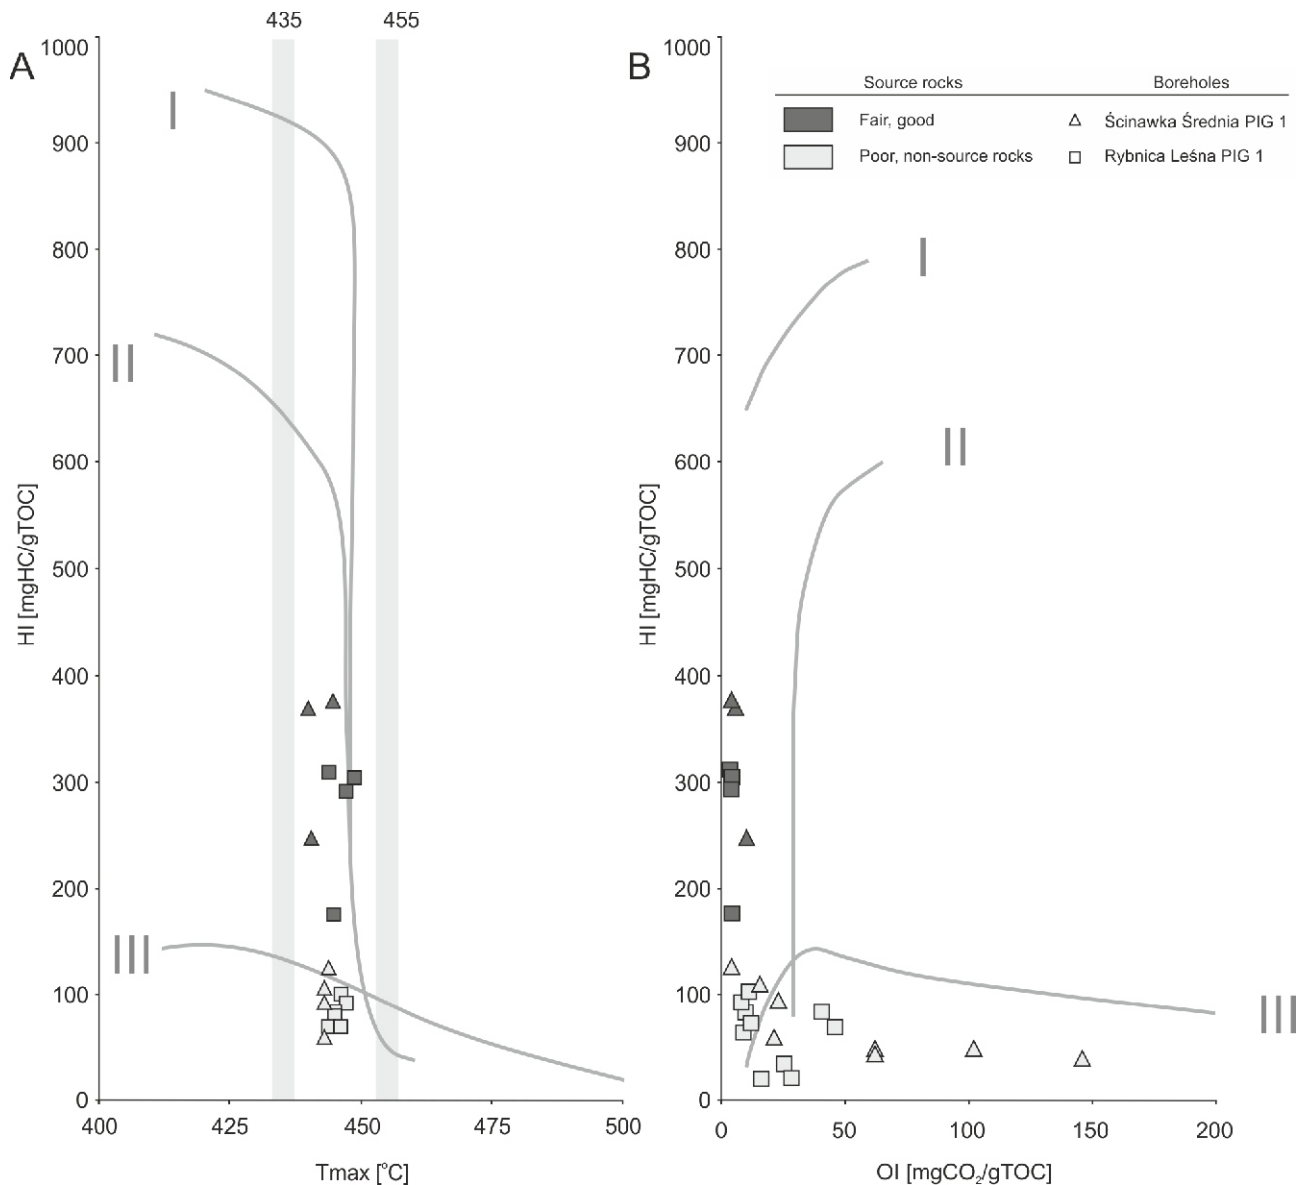 435 455
A
1000
900
800
700
600
500
400
300
200
100
0
HI [mgHC/gTOC]
I
II
III
400 425 450 475 500
Tmax [°C]
B
1000
900
800
700
600
500
400
300
200
100
0
HI [mgHC/gTOC]
Source rocks Boreholes
Fair, good Ścinawka Średnia PIG 1
Poor, non-source rocks Rybnica Leśna PIG 1
I
II
III
0 50 100 150 200
OI [mgCO₂/gTOC]